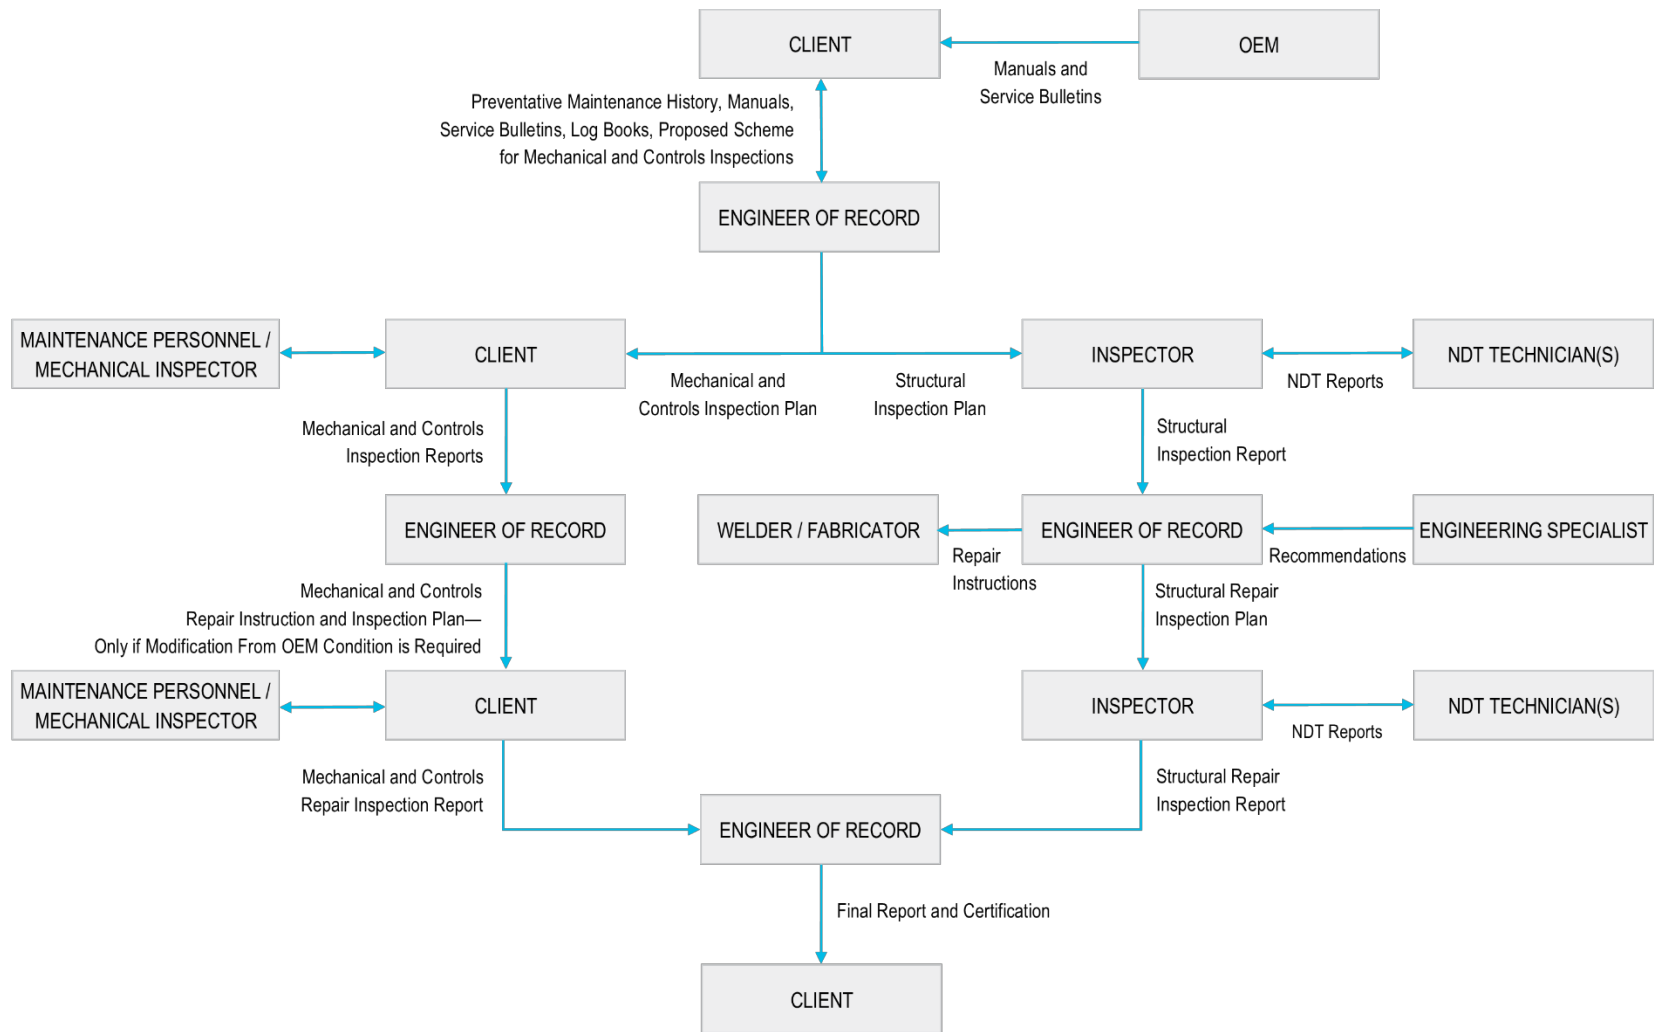 CLIENT
OEM
Manuals and
Service Bulletins
Preventative Maintenance History, Manuals,
Service Bulletins, Log Books, Proposed Scheme
for Mechanical and Controls Inspections
ENGINEER OF RECORD
MAINTENANCE PERSONNEL /
MECHANICAL INSPECTOR
CLIENT
Mechanical and
Controls Inspection Plan
Structural
Inspection Plan
INSPECTOR
NDT Reports
NDT TECHNICIAN(S)
Mechanical and Controls
Inspection Reports
Structural
Inspection Report
ENGINEER OF RECORD
WELDER / FABRICATOR
Repair
Instructions
ENGINEER OF RECORD
Recommendations
ENGINEERING SPECIALIST
Mechanical and Controls
Repair Instruction and Inspection Plan—
Only if Modification From OEM Condition is Required
Structural Repair
Inspection Plan
MAINTENANCE PERSONNEL /
MECHANICAL INSPECTOR
CLIENT
INSPECTOR
NDT Reports
NDT TECHNICIAN(S)
Mechanical and Controls
Repair Inspection Report
Structural Repair
Inspection Report
ENGINEER OF RECORD
Final Report and Certification
CLIENT